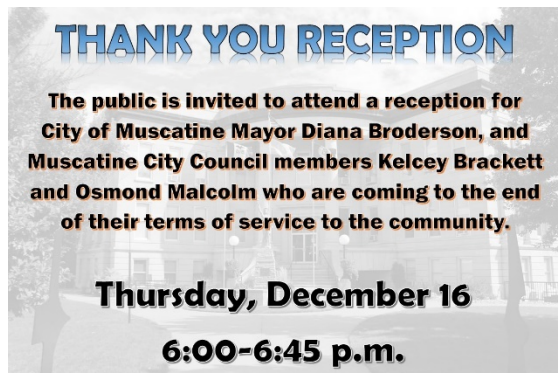 THANK YOU RECEPTION
The public is invited to attend a reception for
City of Muscatine Mayor Diana Broderson, and
Muscatine City Council members Kelcey Brackett
and Osmond Malcolm who are coming to the end
of their terms of service to the community.
Thursday, December 16
6:00-6:45 p.m.